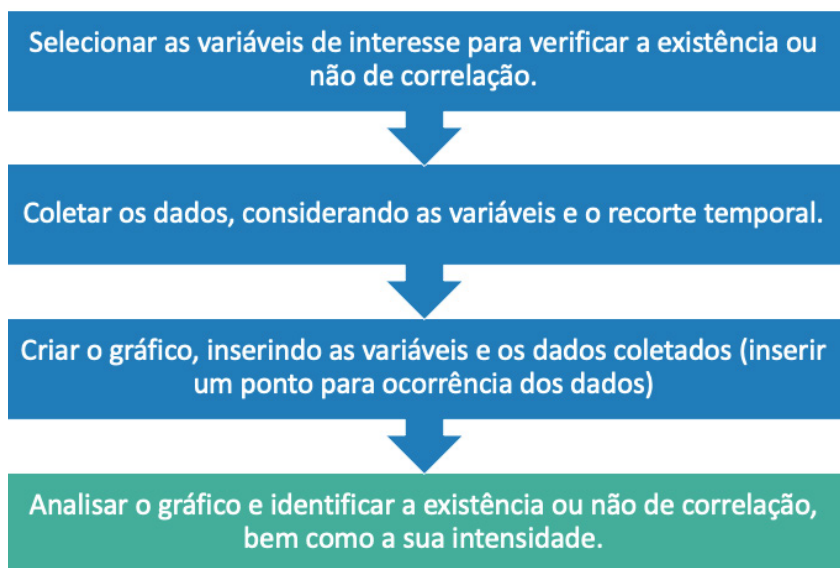 Selecionar as variáveis de interesse para verificar a existência ou
não de correlação.
Coletar os dados, considerando as variáveis e o recorte temporal.
Criar o gráfico, inserindo as variáveis e os dados coletados (inserir
um ponto para ocorrência dos dados)
Analisar o gráfico e identificar a existência ou não de correlação,
bem como a sua intensidade.